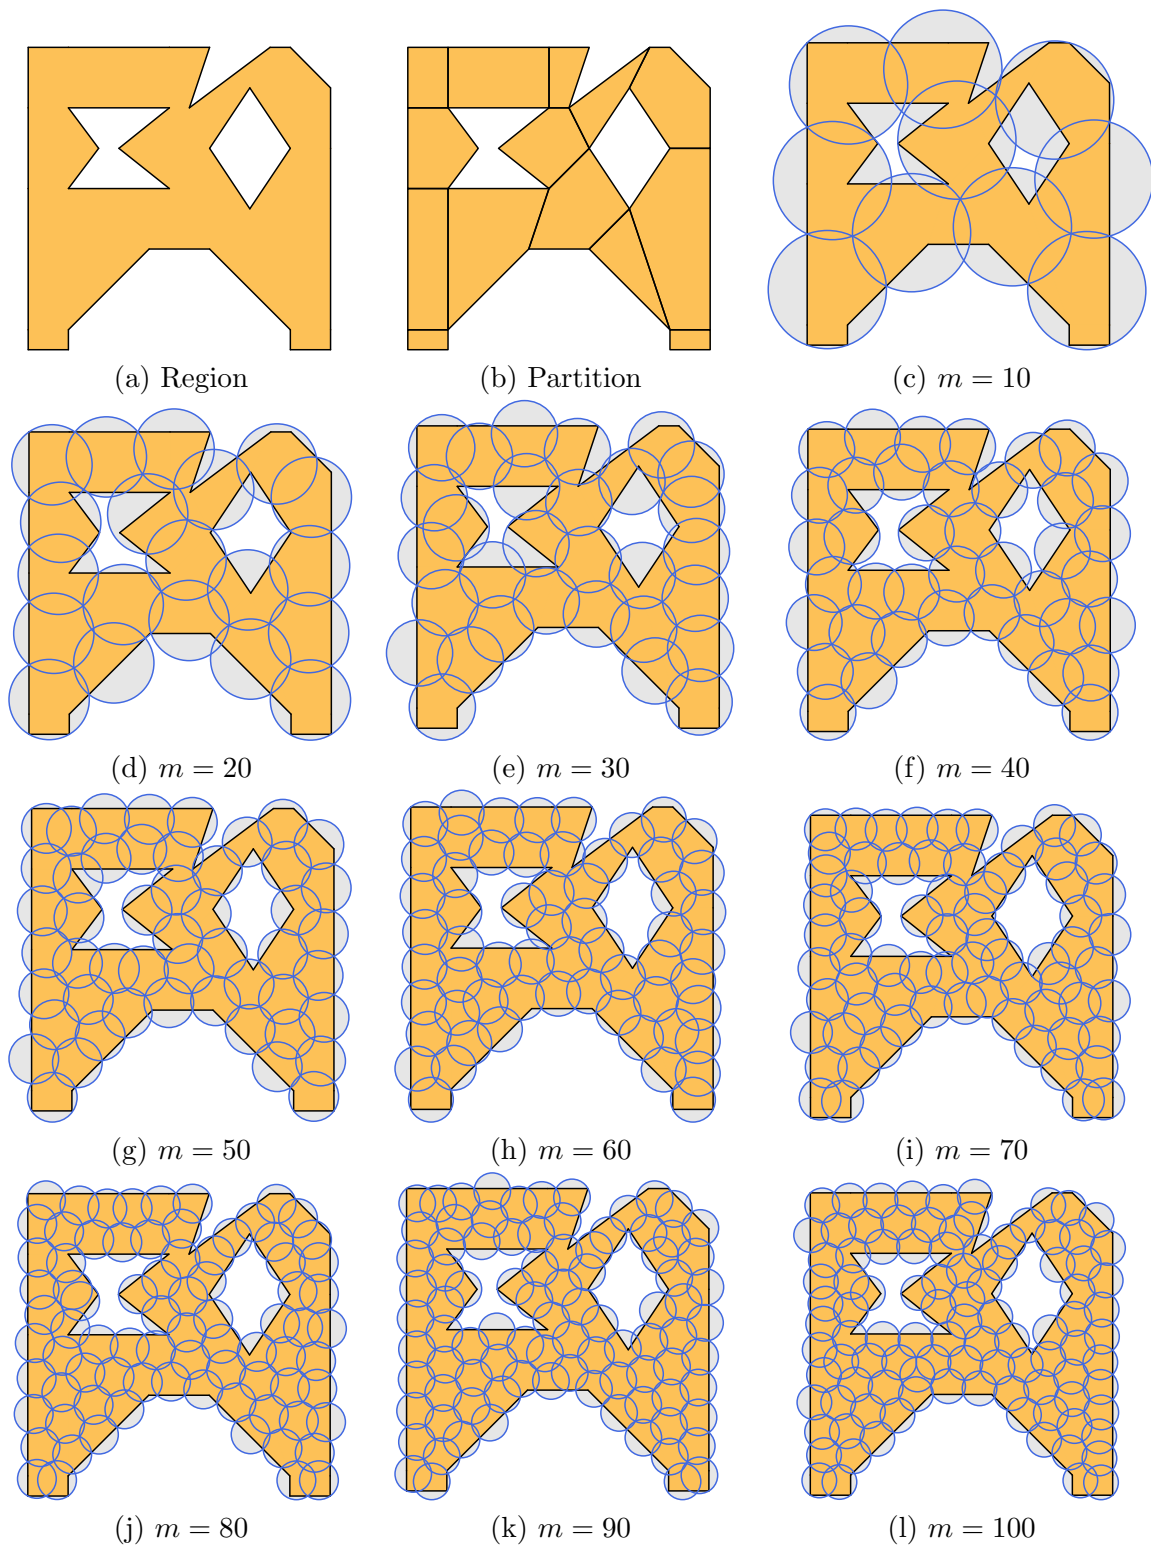 (a) Region
(b) Partition
(c) m = 10
(d) m = 20
(e) m = 30
(f) m = 40
(g) m = 50
(h) m = 60
(i) m = 70
(j) m = 80
(k) m = 90
(l) m = 100